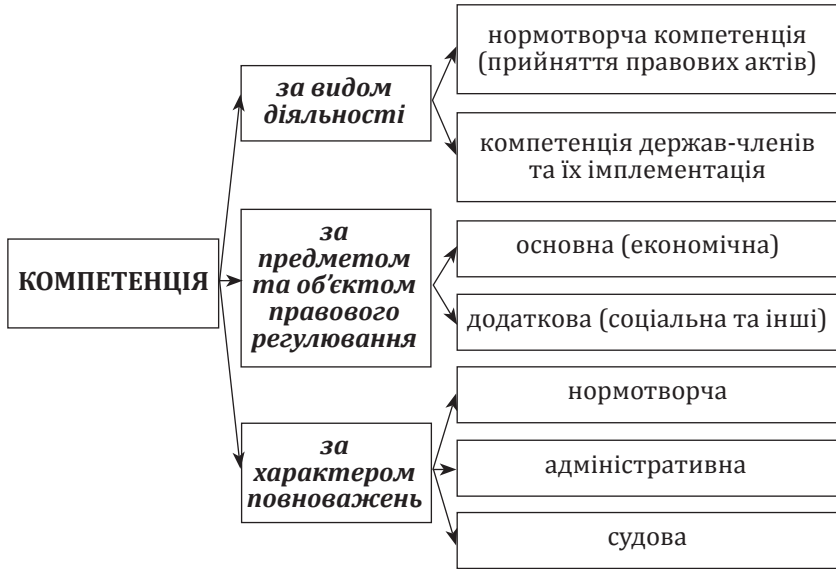 КОМПЕТЕНЦІЯ
за видом
діяльності
нормотворча компетенція
(прийняття правових актів)
компетенція держав-членів
та їх імплементація
за
предметом
та об’єктом
правового
регулювання
основна (економічна)
додаткова (соціальна та інші)
за
характером
повноважень
нормотворча
адміністративна
судова